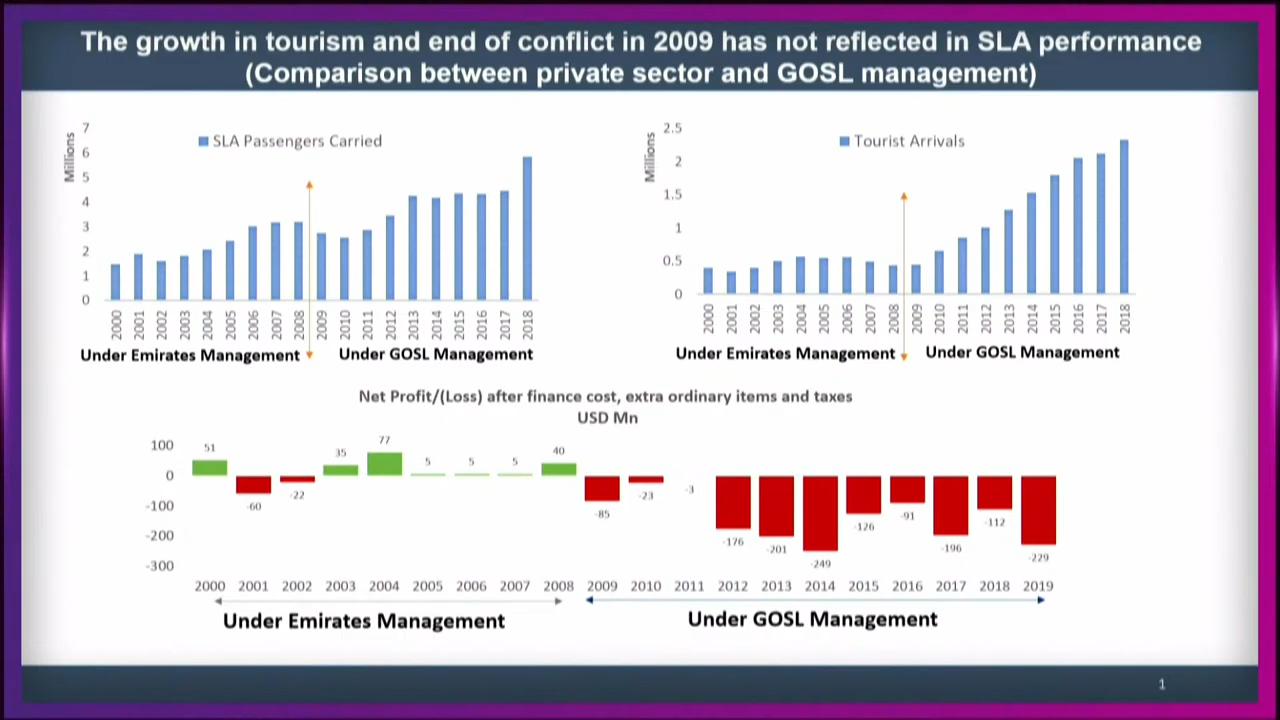 The growth in tourism and end of conflict in 2009 has not reflected in SLA performance
(Comparison between private sector and GOSL management)
Millions
SLA Passengers Carried
7
6
5
4
3
2
1
0
2000 2001 2002 2003 2004 2005 2006 2007 2008 2009 2010 2011 2012 2013 2014 2015 2016 2017 2018
Under Emirates Management
Under GOSL Management
Millions
Tourist Arrivals
2.5
2
1.5
1
0.5
0
2000 2001 2002 2003 2004 2005 2006 2007 2008 2009 2010 2011 2012 2013 2014 2015 2016 2017 2018
Under Emirates Management
Under GOSL Management
Net Profit/(Loss) after finance cost, extra ordinary items and taxes
USD Mn
100
0
-100
-200
-300
51 -60 -22 35 77 5 5 5 40 -85 -23 -3 -176 -201 -249 -126 -91 -196 -112 -229
2000 2001 2002 2003 2004 2005 2006 2007 2008 2009 2010 2011 2012 2013 2014 2015 2016 2017 2018 2019
Under Emirates Management
Under GOSL Management
1